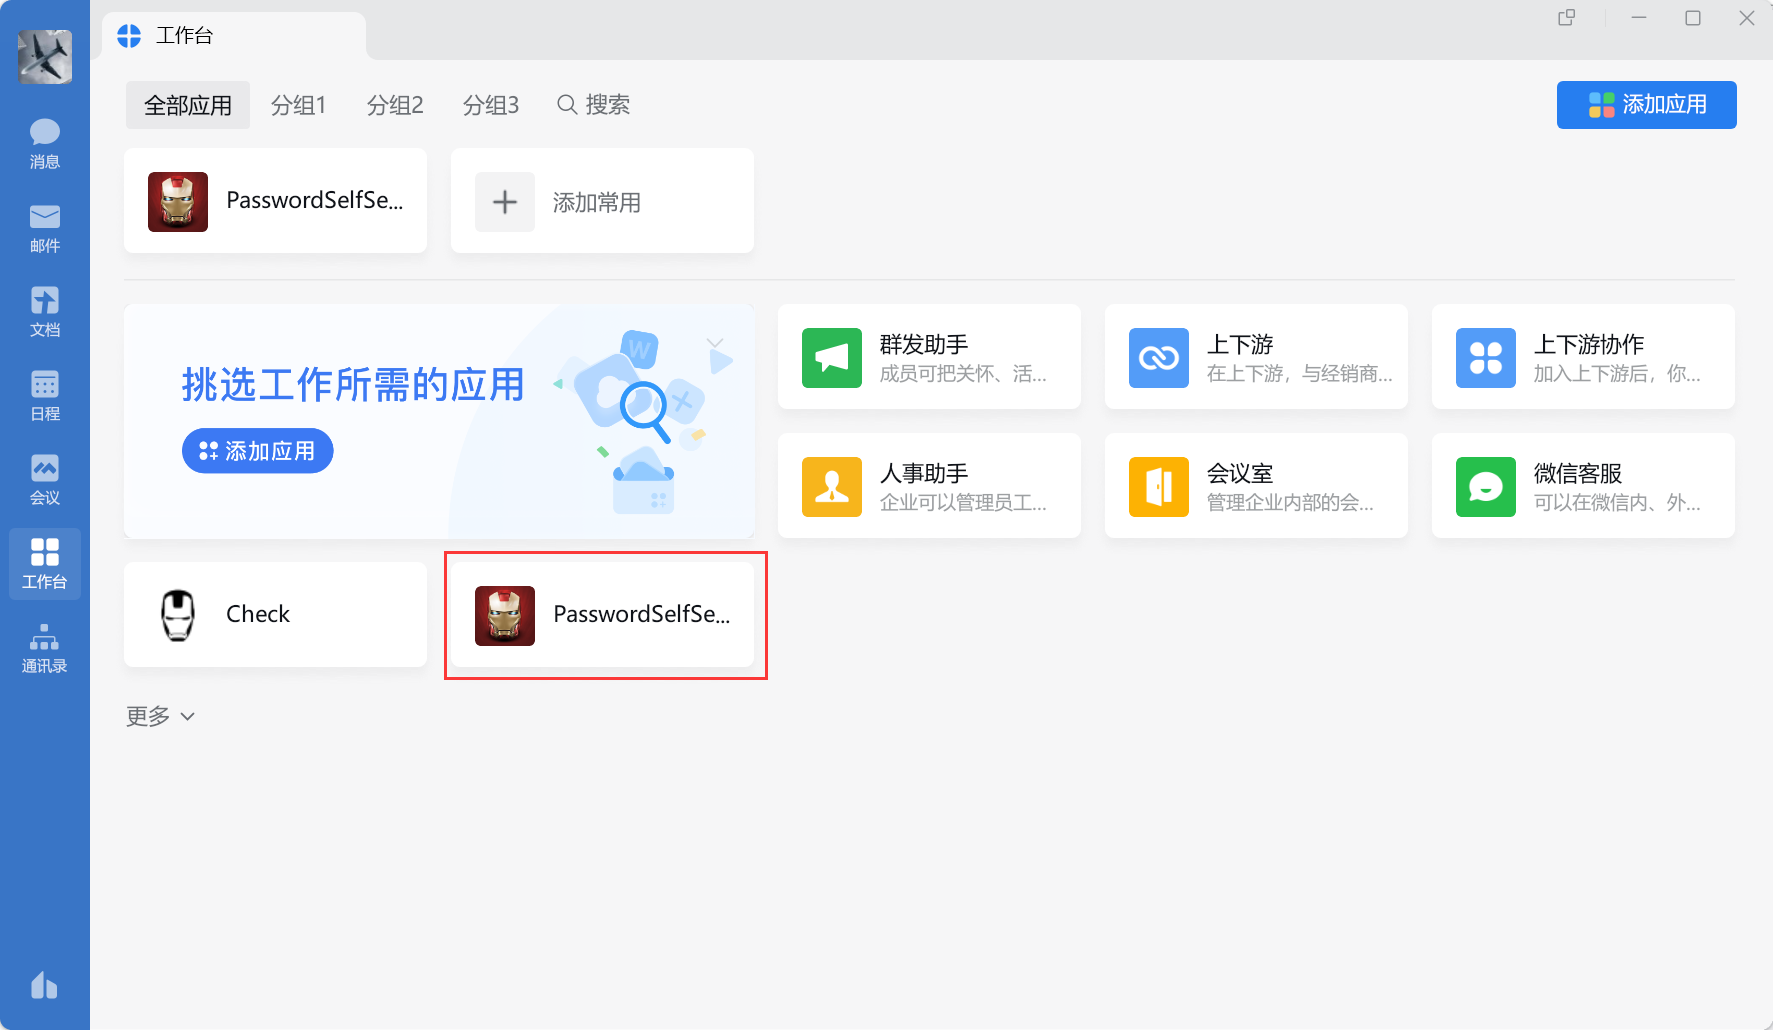 工作台
消息
邮件
文档
日程
会议
工作台
通讯录
全部应用 分组1 分组2 分组3 搜索
添加应用
PasswordSelfSe...
添加常用
挑选工作所需的应用
添加应用
W
群发助手
成员可把关怀、活...
上下游
在上下游，与经销商...
上下游协作
加入上下游后，你...
人事助手
企业可以管理员工...
会议室
管理企业内部的会...
微信客服
可以在微信内、外...
Check
PasswordSelfSe...
更多